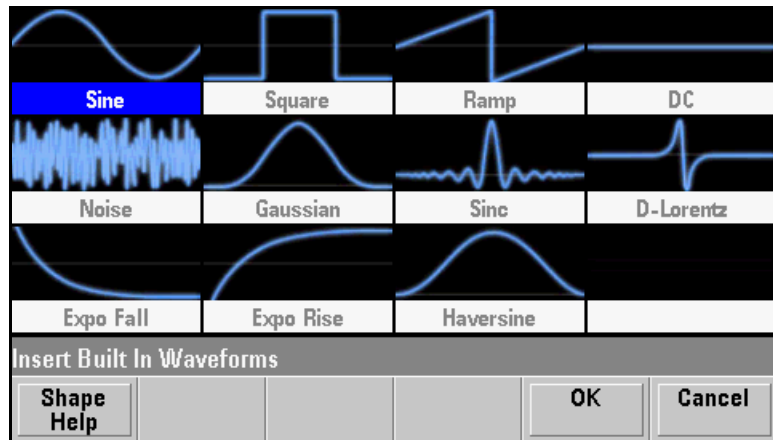 Sine Square Ramp DC
Noise Gaussian Sinc D-Lorentz
Expo Fall Expo Rise Haversine
Insert Built In Waveforms
Shape Help OK Cancel